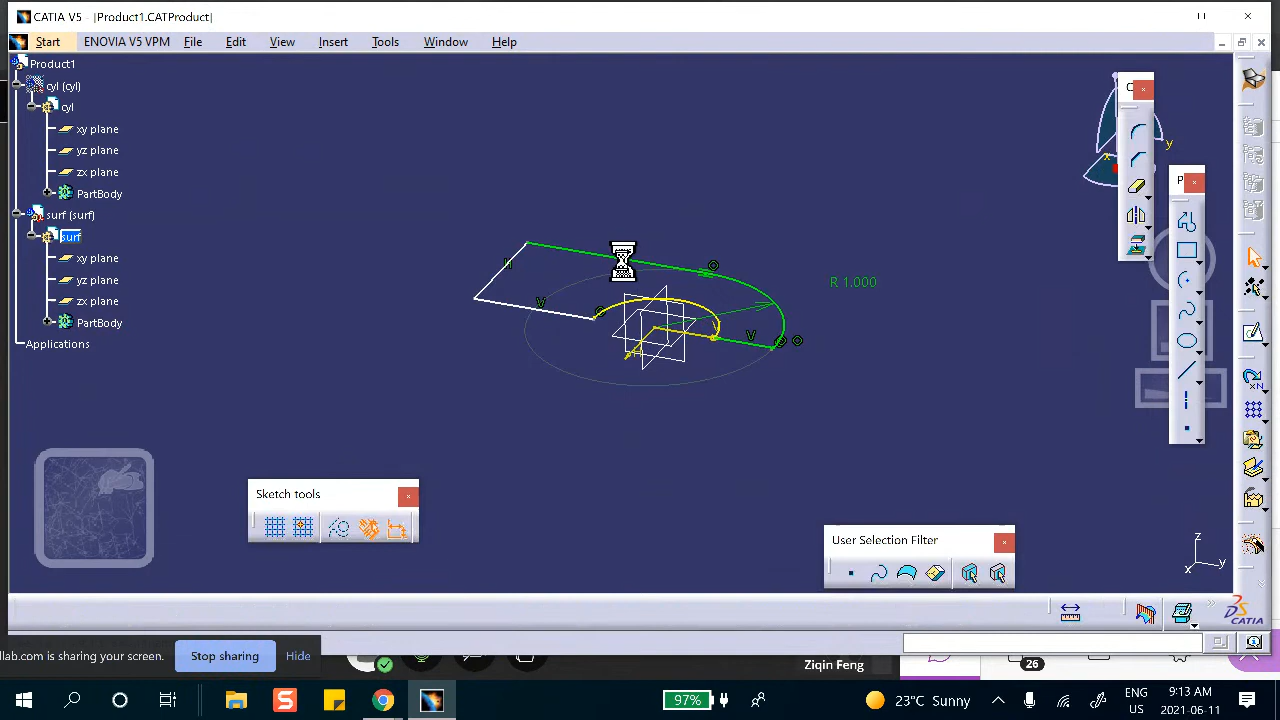 CATIA V5 - [Product1.CATProduct]
Start ENOVIA V5 VPM File Edit View Insert Tools Window Help
Product1
cyl (cyl)
cyl
xy plane
yz plane
zx plane
PartBody
surf (surf)
surf
xy plane
yz plane
zx plane
PartBody
Applications
H
V
V
R 1.000
x
y
P
Sketch tools
User Selection Filter
z
x
y
CATIA
llab.com is sharing your screen.
Stop sharing
Hide
Ziqin Feng
26
97%
23°C Sunny
ENG
US
9:13 AM
2021-06-11